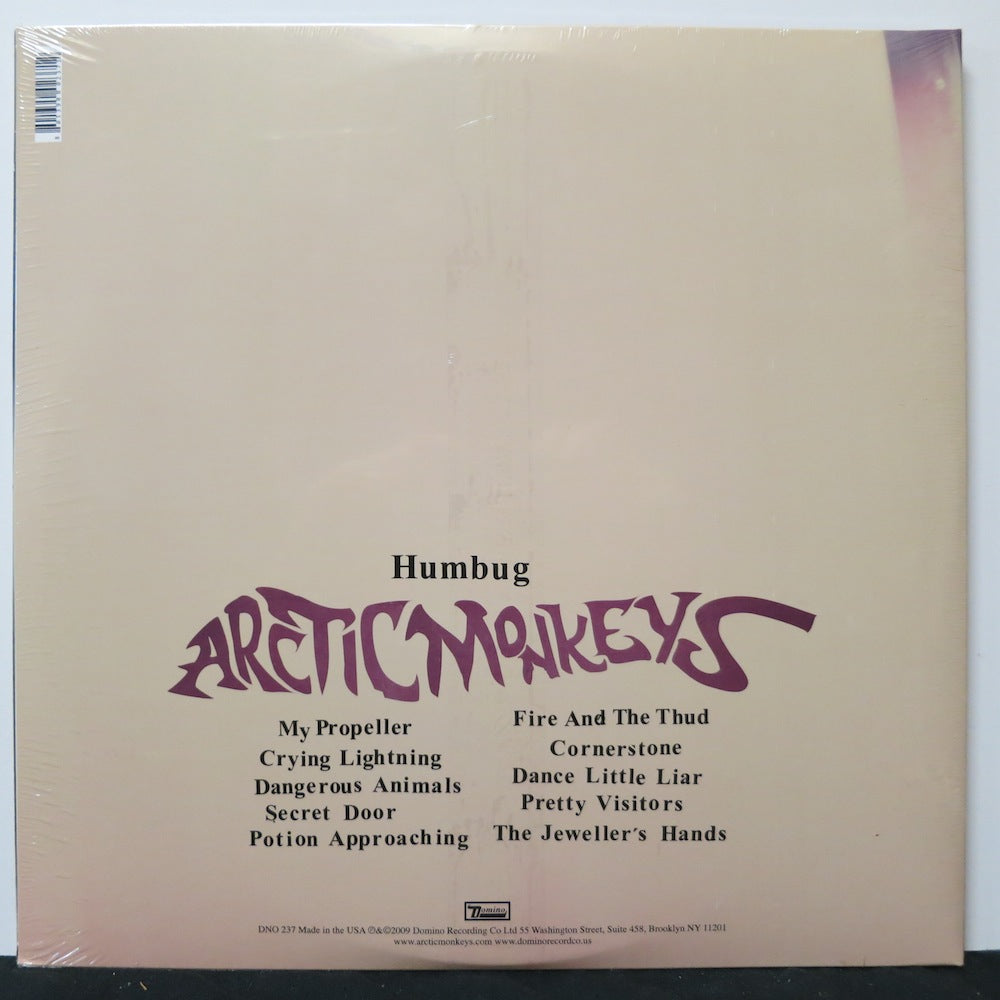 Humbug
ARCTIC MONKEYS
My Propeller
Crying Lightning
Dangerous Animals
Secret Door
Potion Approaching
Fire And The Thud
Cornerstone
Dance Little Liar
Pretty Visitors
The Jeweller's Hands
Domino
DNO 237 Made in the USA ℗&©2009 Domino Recording Co Ltd 55 Washington Street, Suite 458, Brooklyn NY 11201
www.arcticmonkeys.com www.dominorecordco.us